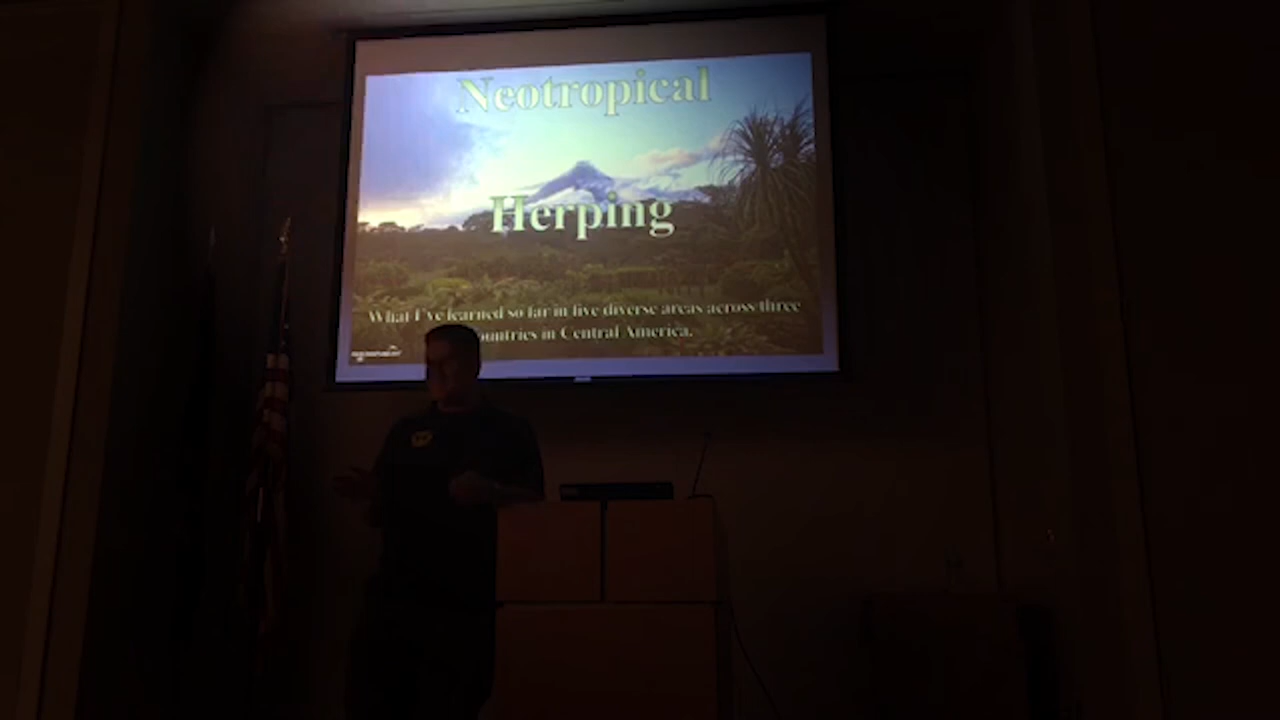 Neotropical
Herping
What I've learned so far in five diverse areas across three
countries in Central America.